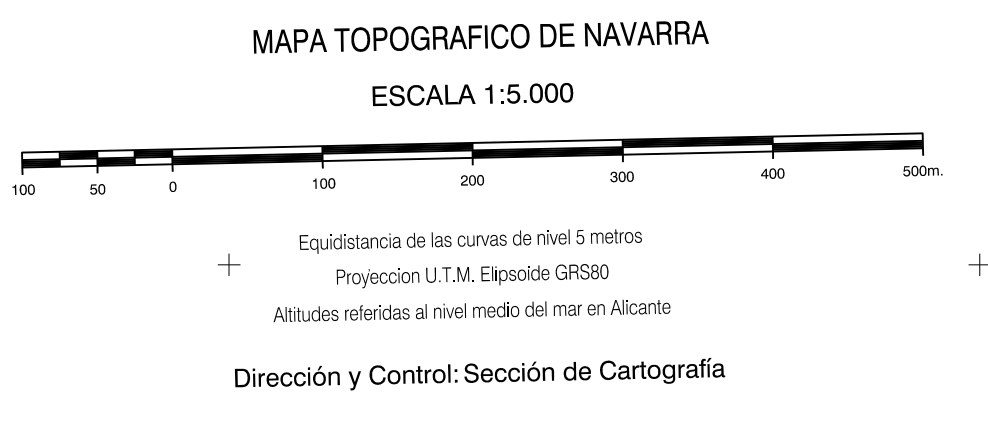 MAPA TOPOGRAFICO DE NAVARRA
ESCALA 1:5.000
100 50 0 100 200 300 400 500m.
Equidistancia de las curvas de nivel 5 metros
Proyeccion U.T.M. Elipsoide GRS80
Altitudes referidas al nivel medio del mar en Alicante
Dirección y Control: Sección de Cartografía